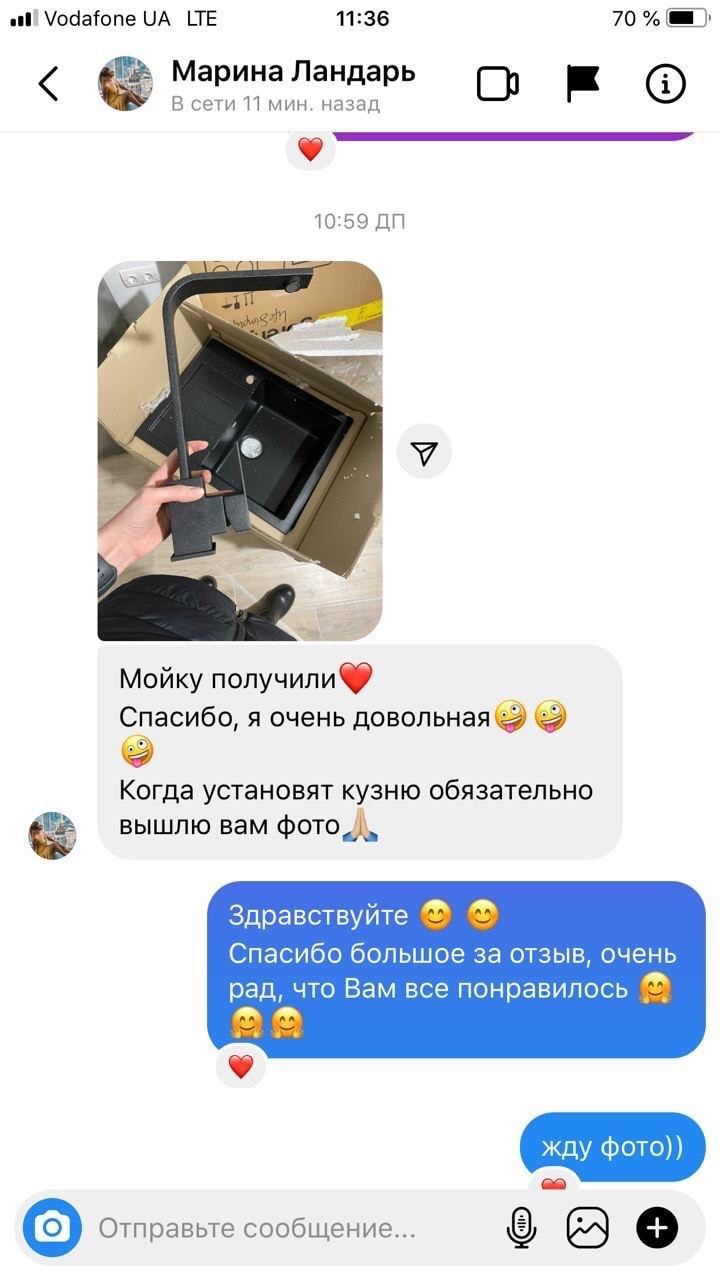 Vodafone UA LTE 11:36 70 %
Марина Ландарь
В сети 11 мин. назад
10:59 ДП
Life Simplified
Мойку получили❤️
Спасибо, я очень довольная🤪🤪
🤪
Когда установят кузню обязательно
вышлю вам фото🙏🏼
Здравствуйте 😊 😊
Спасибо большое за отзыв, очень
рад, что Вам все понравилось 🤗
🤗🤗
жду фото))
Отправьте сообщение...